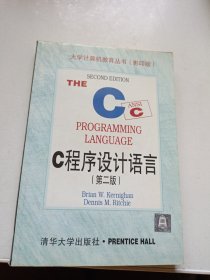 大学计算机教育丛书(影印版)
SECOND EDITION
THE
C
ANSI
C
PROGRAMMING
LANGUAGE
C程序设计语言
(第二版)
Brian W. Kernighan
Dennis M. Ritchie
清华大学出版社·PRENTICE HALL